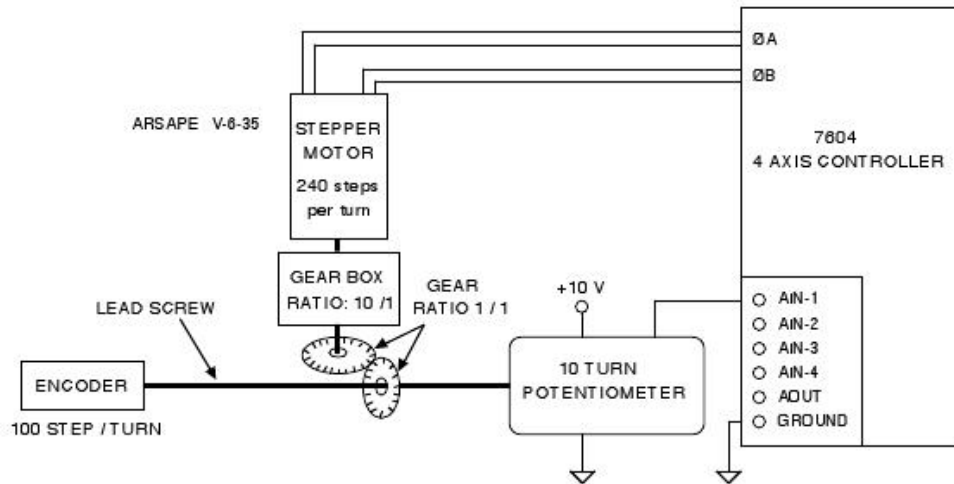 ØA
ØB
ARSAPE V-6-35
STEPPER
MOTOR
240 steps
per turn
7604
4 AXIS CONTROLLER
GEAR BOX
RATIO: 10 /1
GEAR
RATIO 1 / 1
LEAD SCREW
+10 V
AiN-1
AiN-2
AiN-3
AiN-4
AOUT
GROUND
10 TURN
POTENTIOMETER
ENCODER
100 STEP / TURN